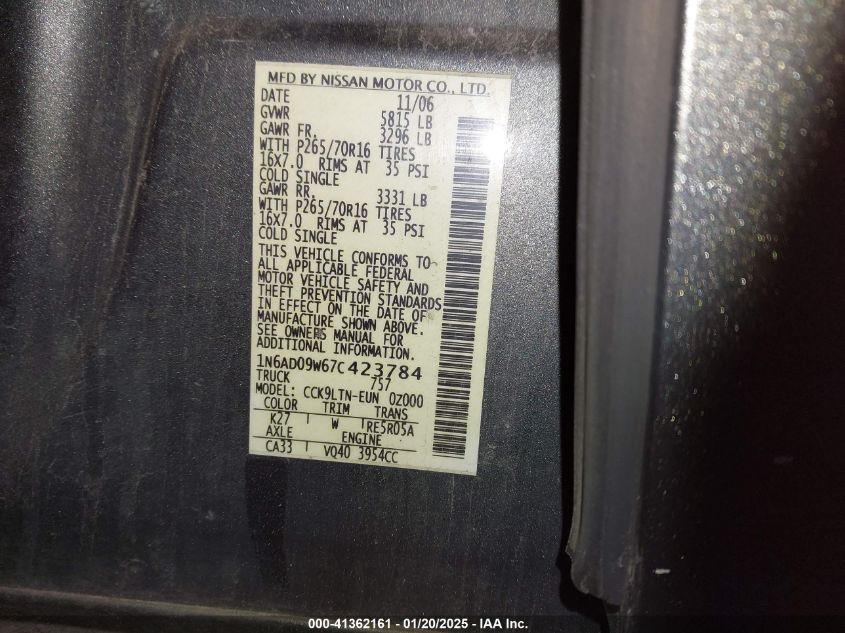 MFD BY NISSAN MOTOR CO., LTD.
DATE 11/06
GVWR 5815 LB
GAWR FR. 3296 LB
WITH P265/70R16 TIRES
16X7.0 RIMS AT 35 PSI
COLD SINGLE
GAWR RR. 3331 LB
WITH P265/70R16 TIRES
16X7.0 RIMS AT 35 PSI
COLD SINGLE
THIS VEHICLE CONFORMS TO
ALL APPLICABLE FEDERAL
MOTOR VEHICLE SAFETY AND
THEFT PREVENTION STANDARDS
IN EFFECT ON THE DATE OF
MANUFACTURE SHOWN ABOVE.
SEE OWNERS MANUAL FOR
ADDITIONAL INFORMATION.
1N6AD09W67C423784
TRUCK 757
MODEL: CCK9LTN-EUN 0Z000
COLOR TRIM TRANS
K27 W RE5R05A
AXLE ENGINE
CA33 VQ40 3954CC
000-41362161 - 01/20/2025 - IAA Inc.